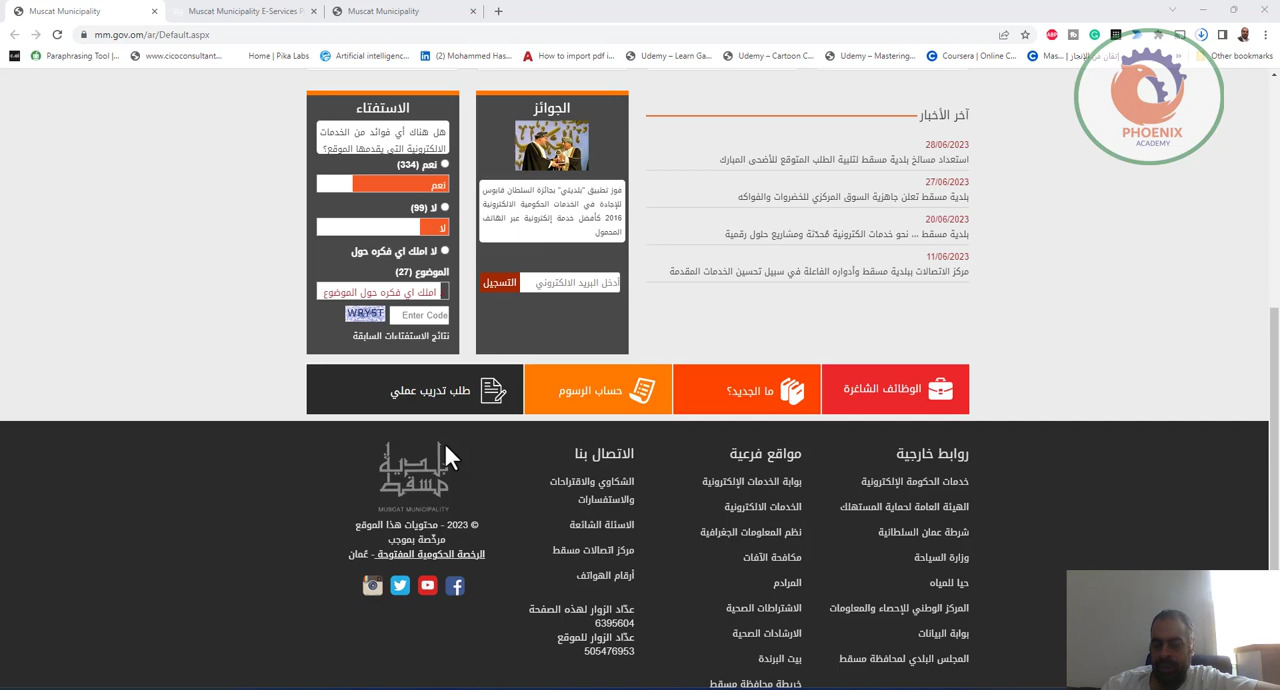 Muscat Municipality
Muscat Municipality E-Services P
Muscat Municipality
mm.gov.om/ar/Default.aspx
Paraphrasing Tool |...
www.cicoconsultant...
Home | Pika Labs
Artificial intelligenc...
(2) Mohammed Has...
How to import pdf i...
Udemy – Learn Ga...
Udemy – Cartoon C...
Udemy – Mastering...
Coursera | Online C...
Mas...
Other bookmarks
PHOENIX
ACADEMY
آخر الأخبار
28/06/2023
استعداد مسالخ بلدية مسقط لتلبية الطلب المتوقع للأضحى المبارك
27/06/2023
بلدية مسقط تعلن جاهزية السوق المركزي للخضروات والفواكه
20/06/2023
بلدية مسقط ... نحو خدمات الكترونية مُحدّثة ومشاريع حلول رقمية
11/06/2023
مركز الاتصالات ببلدية مسقط وأدواره الفاعلة في سبيل تحسين الخدمات المقدمة
الجوائز
فوز تطبيق "بلديتي" بجائزة السلطان قابوس
للإجادة في الخدمات الحكومية الالكترونية
2016 كأفضل خدمة إلكترونية عبر الهاتف
المحمول
أدخل البريد الالكتروني
التسجيل
الاستفتاء
هل هناك أي فوائد من الخدمات
الالكترونية التي يقدمها الموقع؟
نعم (334)
نعم
لا (99)
لا
لا املك اي فكره حول
الموضوع (27)
املك اي فكره حول الموضوع
Enter Code
WRYST
نتائج الاستفتاءات السابقة
الوظائف الشاغرة
ما الجديد؟
حساب الرسوم
طلب تدريب عملي
روابط خارجية
خدمات الحكومة الإلكترونية
الهيئة العامة لحماية المستهلك
شرطة عمان السلطانية
وزارة السياحة
حيا للمياه
المركز الوطني للإحصاء والمعلومات
بوابة البيانات
المجلس البلدي لمحافظة مسقط
مواقع فرعية
بوابة الخدمات الإلكترونية
الخدمات الالكترونية
نظم المعلومات الجغرافية
مكافحة الآفات
المرادم
الاشتراطات الصحية
الارشادات الصحية
بيت البرندة
خريطة محافظة مسقط
الاتصال بنا
الشكاوي والاقتراحات
والاستفسارات
الاسئلة الشائعة
مركز اتصالات مسقط
أرقام الهواتف
عدّاد الزوار لهذه الصفحة
6395604
عدّاد الزوار للموقع
505476953
بلدية
مسقط
MUSCAT MUNICIPALITY
© 2023 - محتويات هذا الموقع
مرخّصة بموجب
الرخصة الحكومية المفتوحة - عُمان